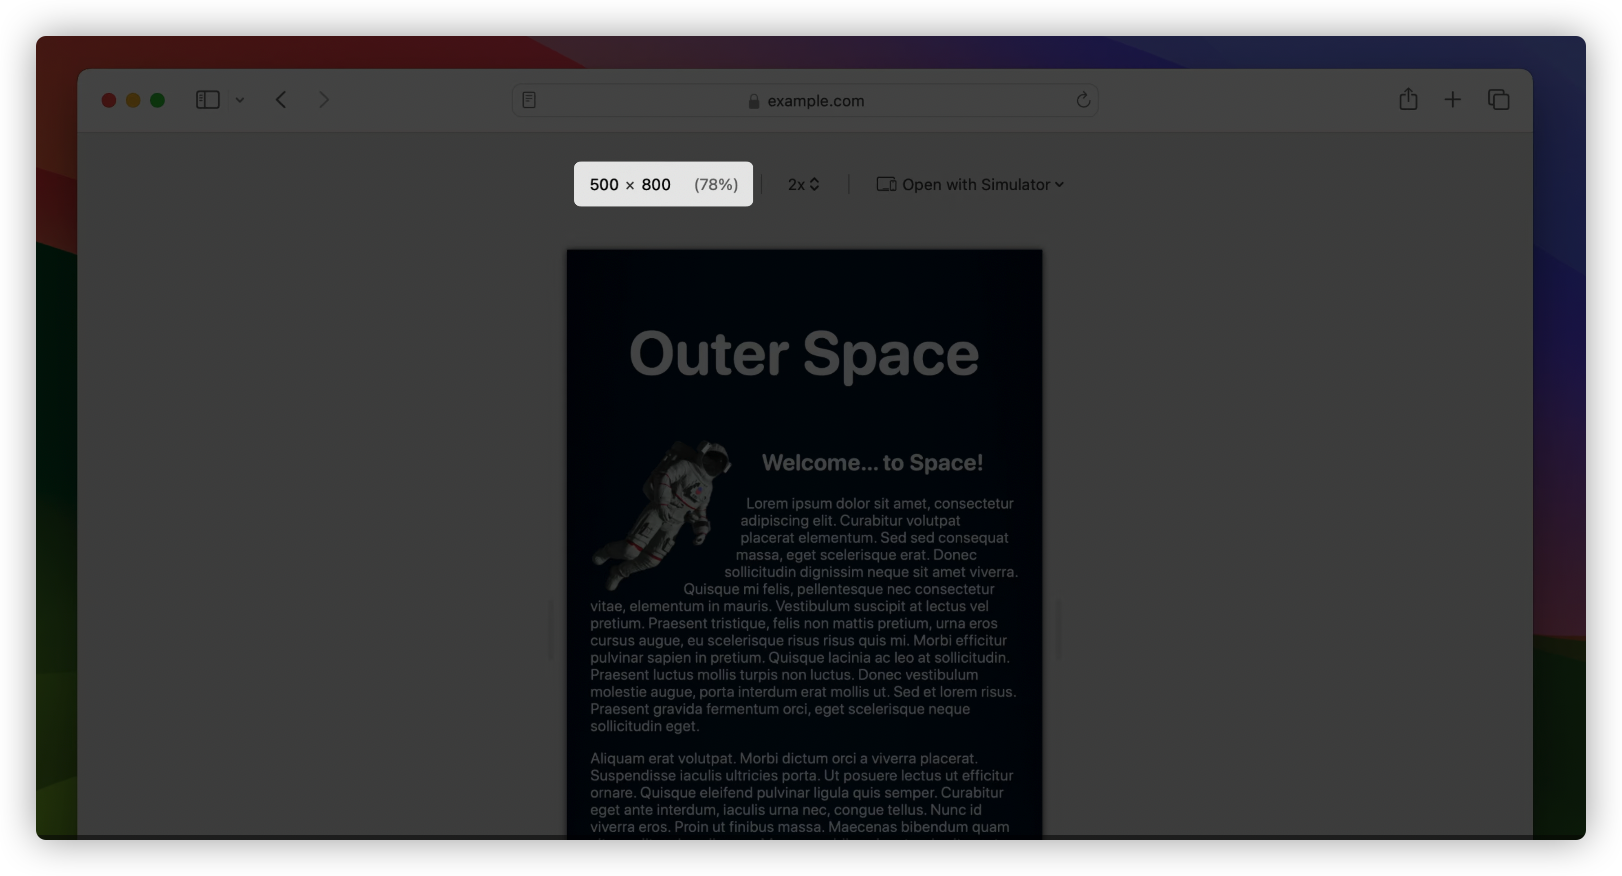 example.com
500 × 800 (78%) 2x Open with Simulator
Outer Space
Welcome... to Space!
Lorem ipsum dolor sit amet, consectetur
adipiscing elit. Curabitur volutpat
placerat elementum. Sed sed consequat
massa, eget scelerisque erat. Donec
sollicitudin dignissim neque sit amet viverra.
Quisque mi felis, pellentesque nec consectetur
vitae, elementum in mauris. Vestibulum suscipit at lectus vel
pretium. Praesent tristique, felis non mattis pretium, urna eros
cursus augue, eu scelerisque risus risus quis mi. Morbi efficitur
pulvinar sapien in pretium. Quisque lacinia ac leo at sollicitudin.
Praesent luctus mollis turpis non luctus. Donec vestibulum
molestie augue, porta interdum erat mollis ut. Sed et lorem risus.
Praesent gravida fermentum orci, eget scelerisque neque
sollicitudin eget.
Aliquam erat volutpat. Morbi dictum orci a viverra placerat.
Suspendisse iaculis ultricies porta. Ut posuere lectus ut efficitur
ornare. Quisque eleifend pulvinar ligula quis semper. Curabitur
eget ante interdum, iaculis urna nec, congue tellus. Nunc id
viverra eros. Proin ut finibus massa. Maecenas bibendum quam